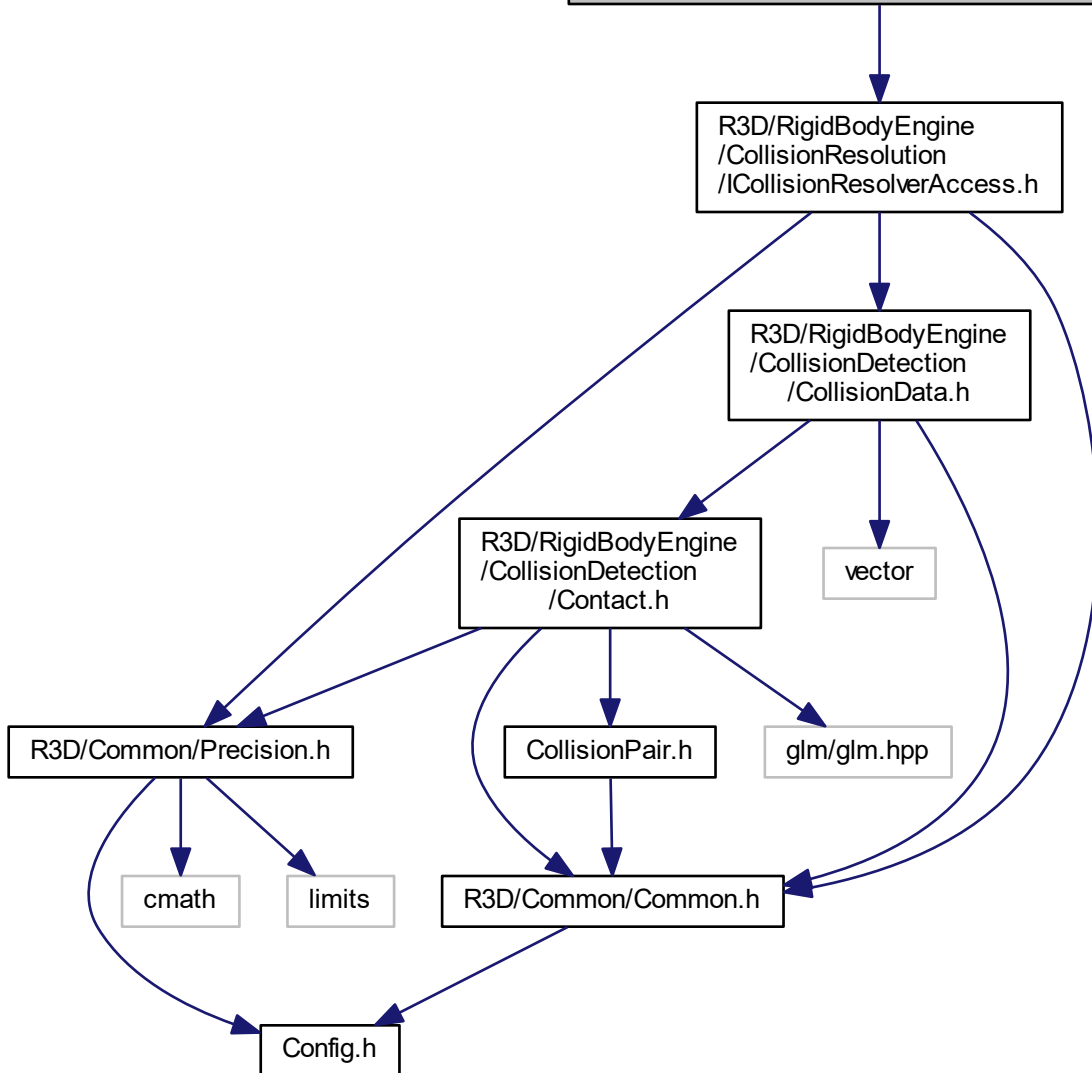 R3D/RigidBodyEngine
/CollisionResolution
/ICollisionResolverAccess.h
R3D/RigidBodyEngine
/CollisionDetection
/CollisionData.h
R3D/RigidBodyEngine
/CollisionDetection
/Contact.h
vector
R3D/Common/Precision.h
CollisionPair.h
glm/glm.hpp
cmath
limits
R3D/Common/Common.h
Config.h